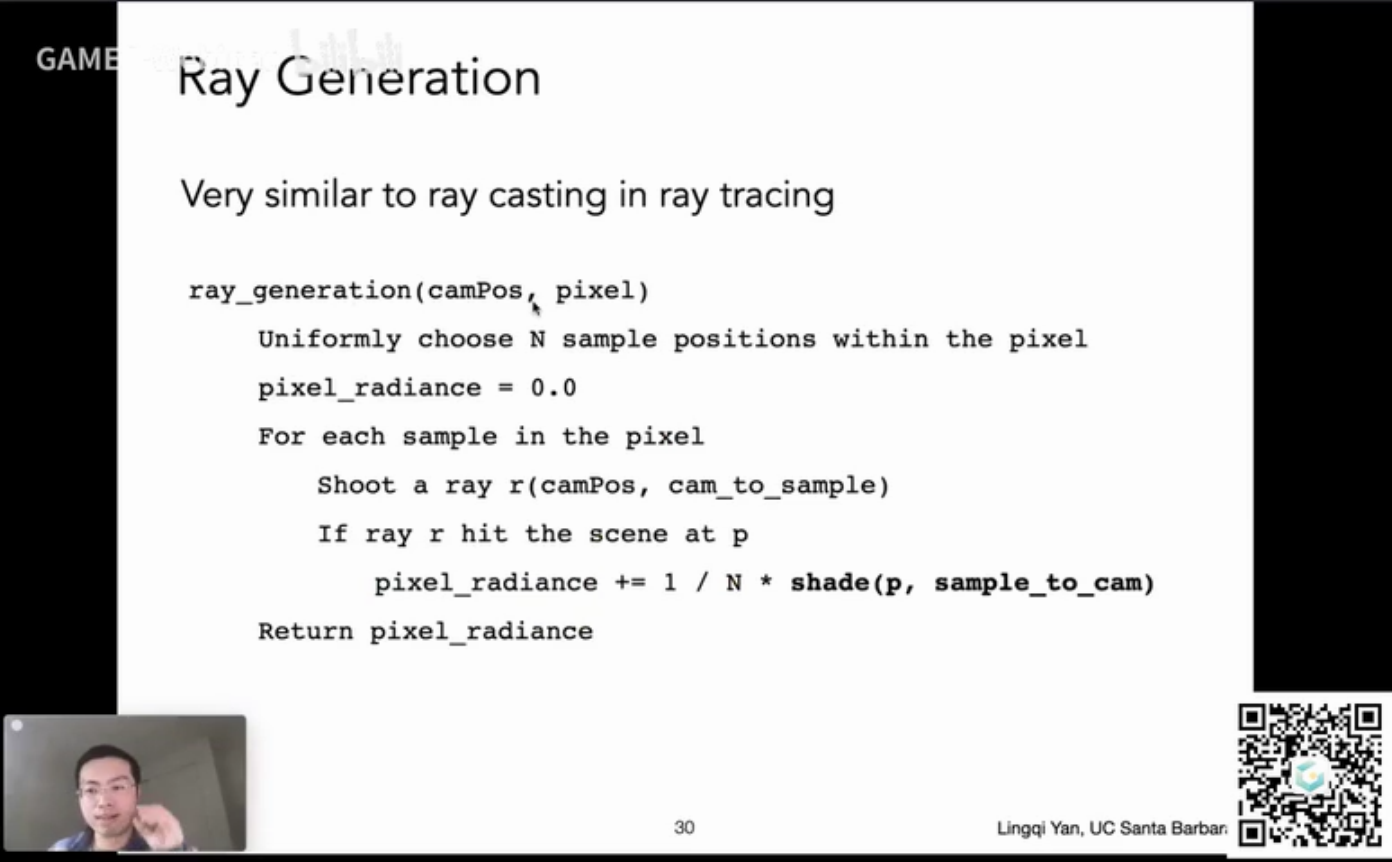 GAME
Ray Generation
Very similar to ray casting in ray tracing
ray_generation(camPos, pixel)
Uniformly choose N sample positions within the pixel
pixel_radiance = 0.0
For each sample in the pixel
Shoot a ray r(camPos, cam_to_sample)
If ray r hit the scene at p
pixel_radiance += 1 / N * shade(p, sample_to_cam)
Return pixel_radiance
30
Lingqi Yan, UC Santa Barbar